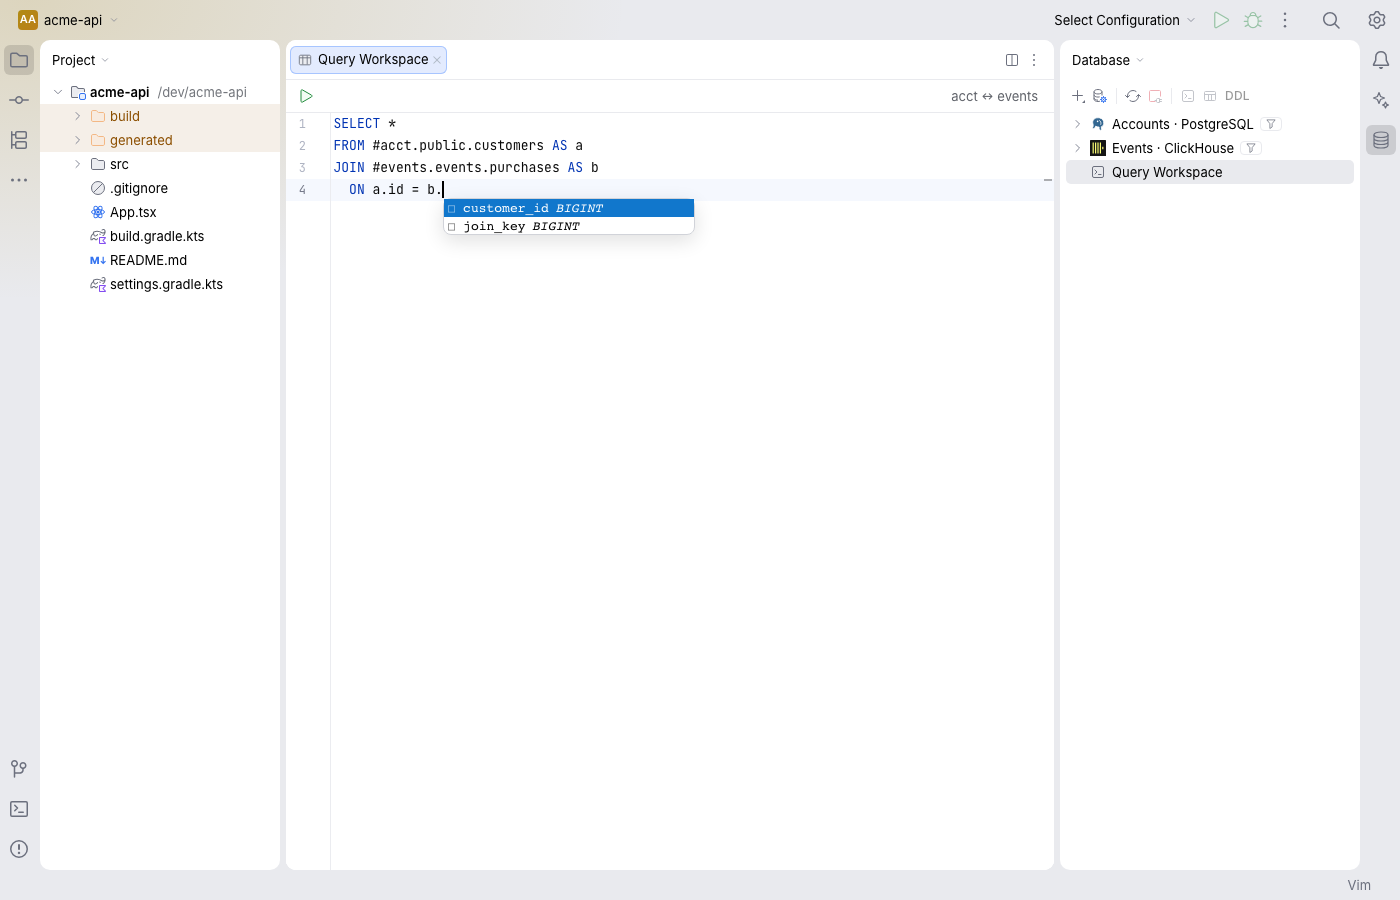 AA acme-api
Select Configuration
Project
acme-api /dev/acme-api
build
generated
src
.gitignore
App.tsx
build.gradle.kts
M↓ README.md
settings.gradle.kts
Query Workspace
acct ↔ events
1 SELECT *
2 FROM #acct.public.customers AS a
3 JOIN #events.events.purchases AS b
4 ON a.id = b.
customer_id BIGINT
join_key BIGINT
Database
DDL
Accounts · PostgreSQL
Events · ClickHouse
Query Workspace
Vim